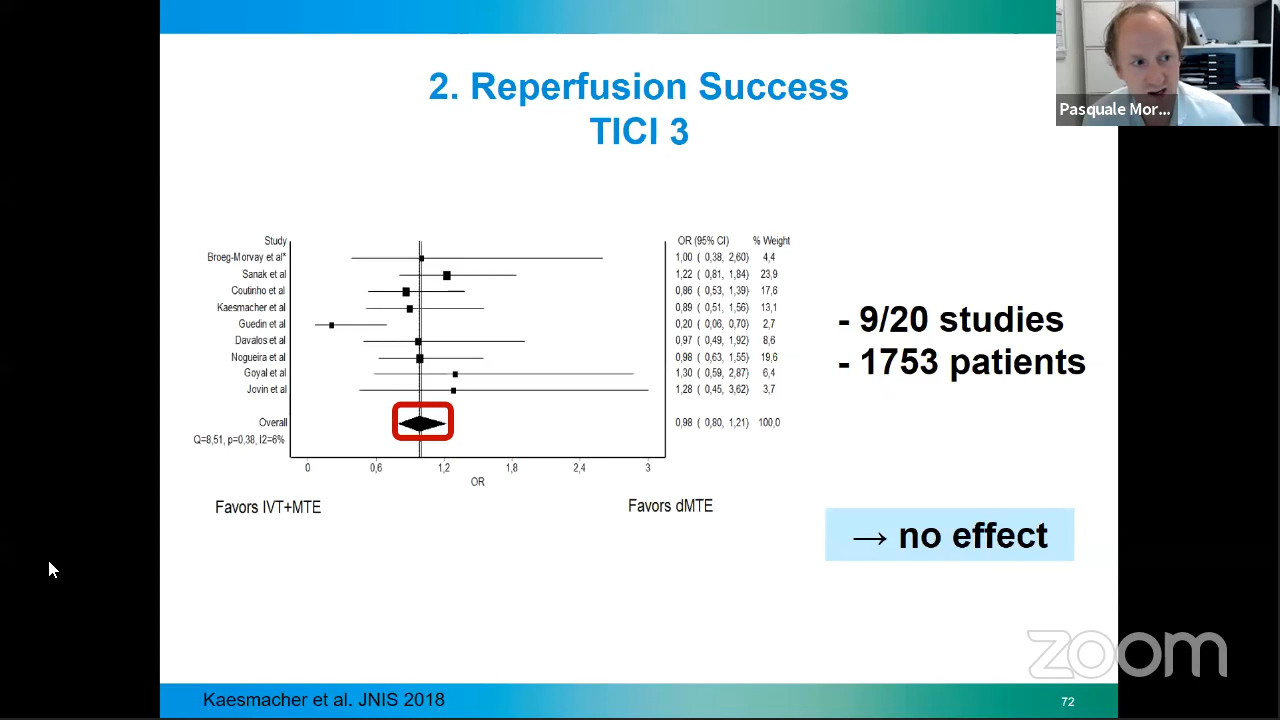 2. Reperfusion Success
TICI 3
Pasquale Mor...
Study OR (95% CI) % Weight
Broeg-Morvay et al* 1,00 ( 0,38, 2,60) 4,4
Sanak et al 1,22 ( 0,81, 1,84) 23,9
Coutinho et al 0,86 ( 0,53, 1,39) 17,6
Kaesmacher et al 0,89 ( 0,51, 1,56) 13,1
Guedin et al 0,20 ( 0,06, 0,70) 2,7
Davalos et al 0,97 ( 0,49, 1,92) 8,6
Nogueira et al 0,98 ( 0,63, 1,55) 19,6
Goyal et al 1,30 ( 0,59, 2,87) 6,4
Jovin et al 1,28 ( 0,45, 3,62) 3,7
Overall 0,98 ( 0,80, 1,21) 100,0
Q=8,51, p=0,38, I2=6%
0 0,6 1,2 1,8 2,4 3
OR
Favors IVT+MTE Favors dMTE
- 9/20 studies
- 1753 patients
→ no effect
zoom
Kaesmacher et al. JNIS 2018
72